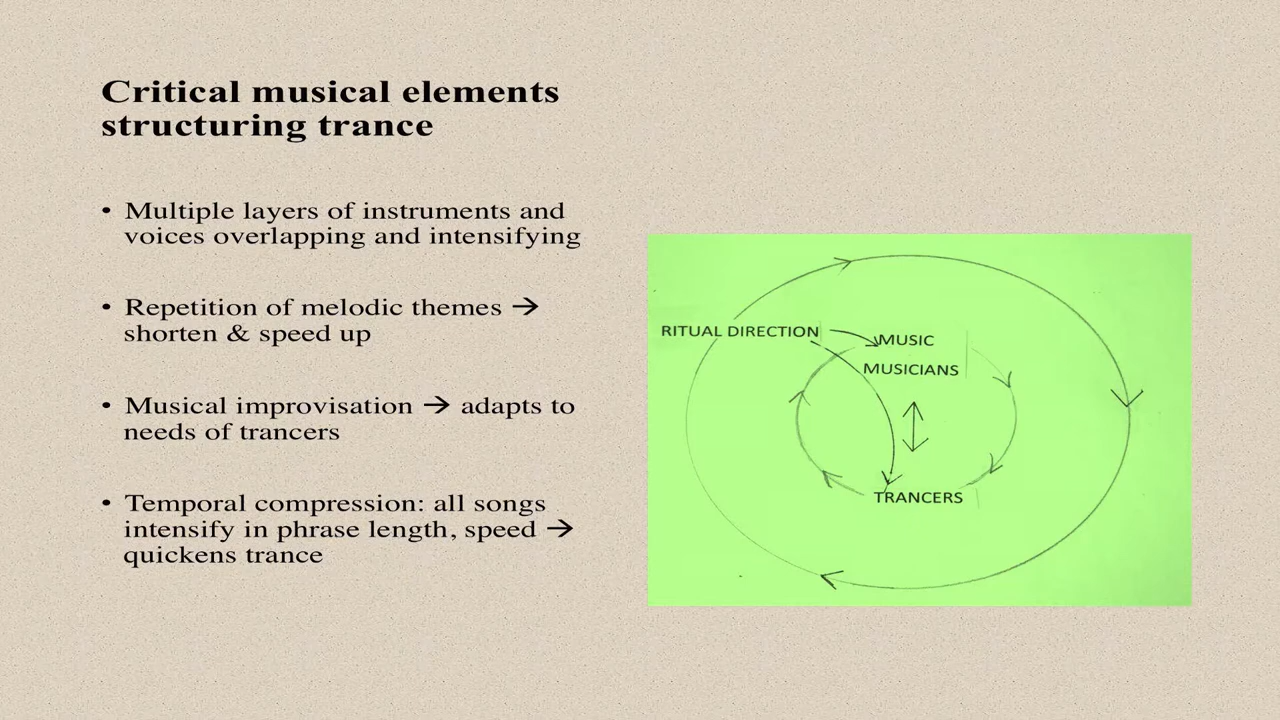 Critical musical elements
structuring trance
• Multiple layers of instruments and
voices overlapping and intensifying
• Repetition of melodic themes →
shorten & speed up
• Musical improvisation → adapts to
needs of trancers
• Temporal compression: all songs
intensify in phrase length, speed →
quickens trance
RITUAL DIRECTION
MUSIC
MUSICIANS
TRANCERS